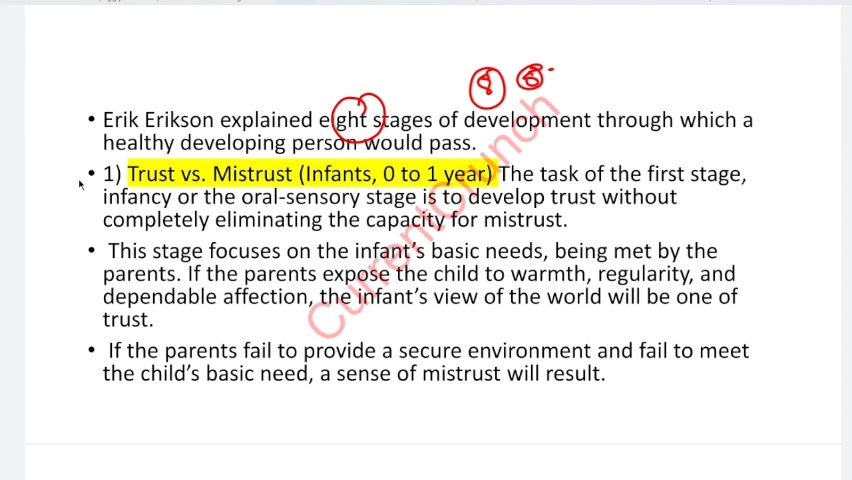 8 8
• Erik Erikson explained eight stages of development through which a
healthy developing person would pass.
• 1) Trust vs. Mistrust (Infants, 0 to 1 year) The task of the first stage,
infancy or the oral-sensory stage is to develop trust without
completely eliminating the capacity for mistrust.
• This stage focuses on the infant's basic needs, being met by the
parents. If the parents expose the child to warmth, regularity, and
dependable affection, the infant's view of the world will be one of
trust.
• If the parents fail to provide a secure environment and fail to meet
the child's basic need, a sense of mistrust will result.
CurrentCrunch